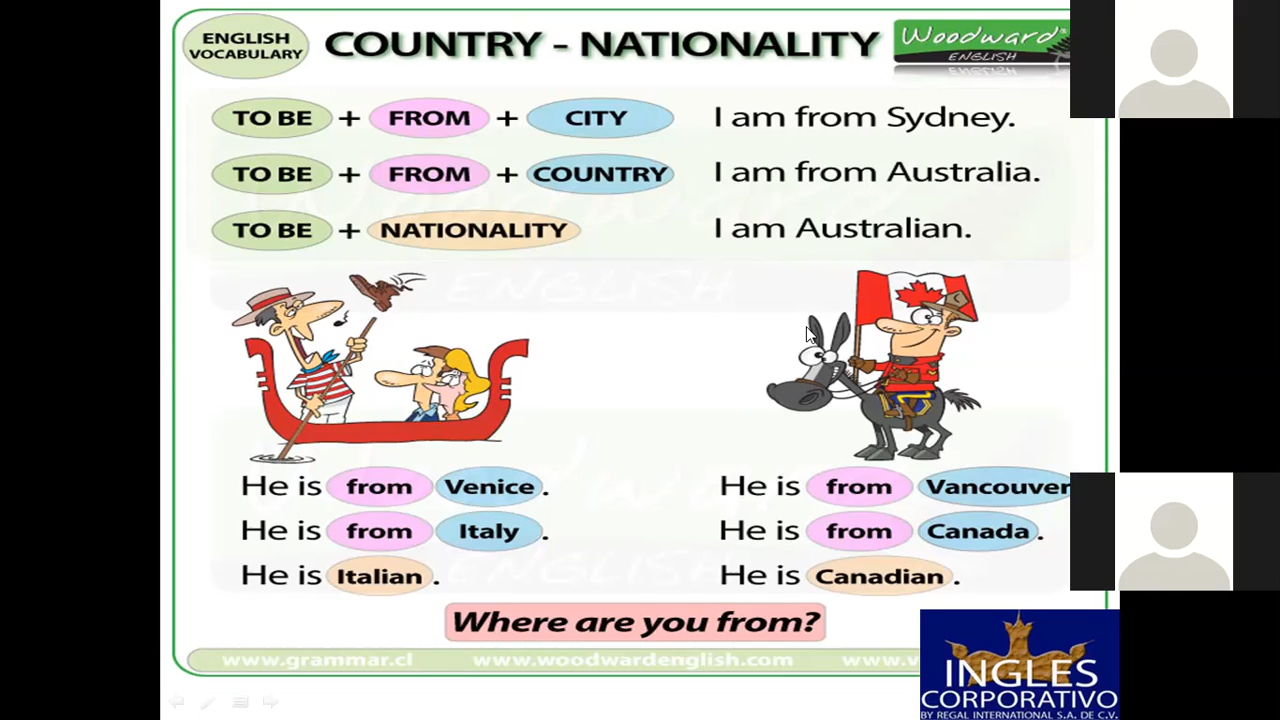 ENGLISH
VOCABULARY
COUNTRY - NATIONALITY
Woodward®
ENGLISH
TO BE + FROM + CITY I am from Sydney.
TO BE + FROM + COUNTRY I am from Australia.
TO BE + NATIONALITY I am Australian.
He is from Venice.
He is from Italy.
He is Italian.
He is from Vancouver
He is from Canada.
He is Canadian.
Where are you from?
www.grammar.cl www.woodwardenglish.com www.
INGLES
CORPORATIVO
BY REGAL INTERNATIONAL S.A. DE C.V.